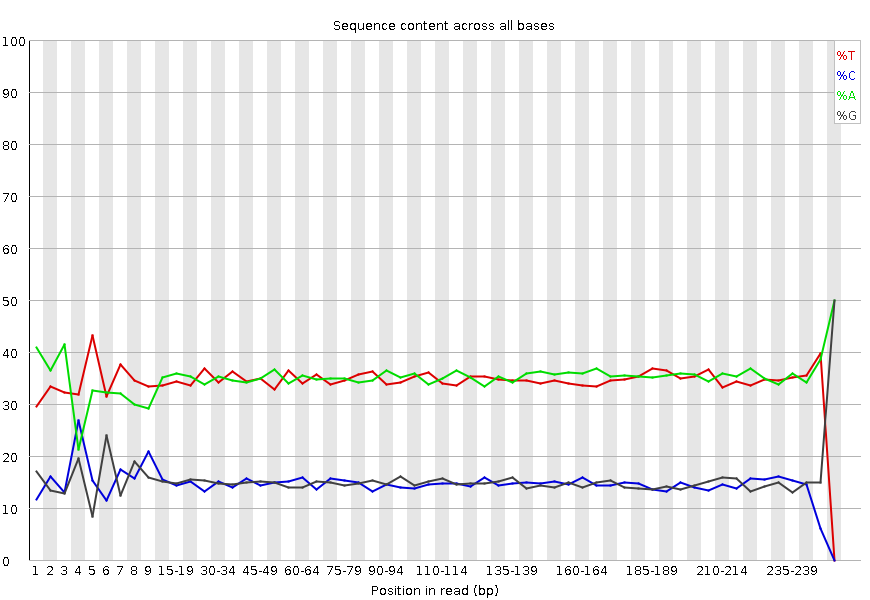 Sequence content across all bases
100
90
80
70
60
50
40
30
20
10
0
%T
%C
%A
%G
1 2 3 4 5 6 7 8 9 15-19 30-34 45-49 60-64 75-79 90-94 110-114 135-139 160-164 185-189 210-214 235-239
Position in read (bp)